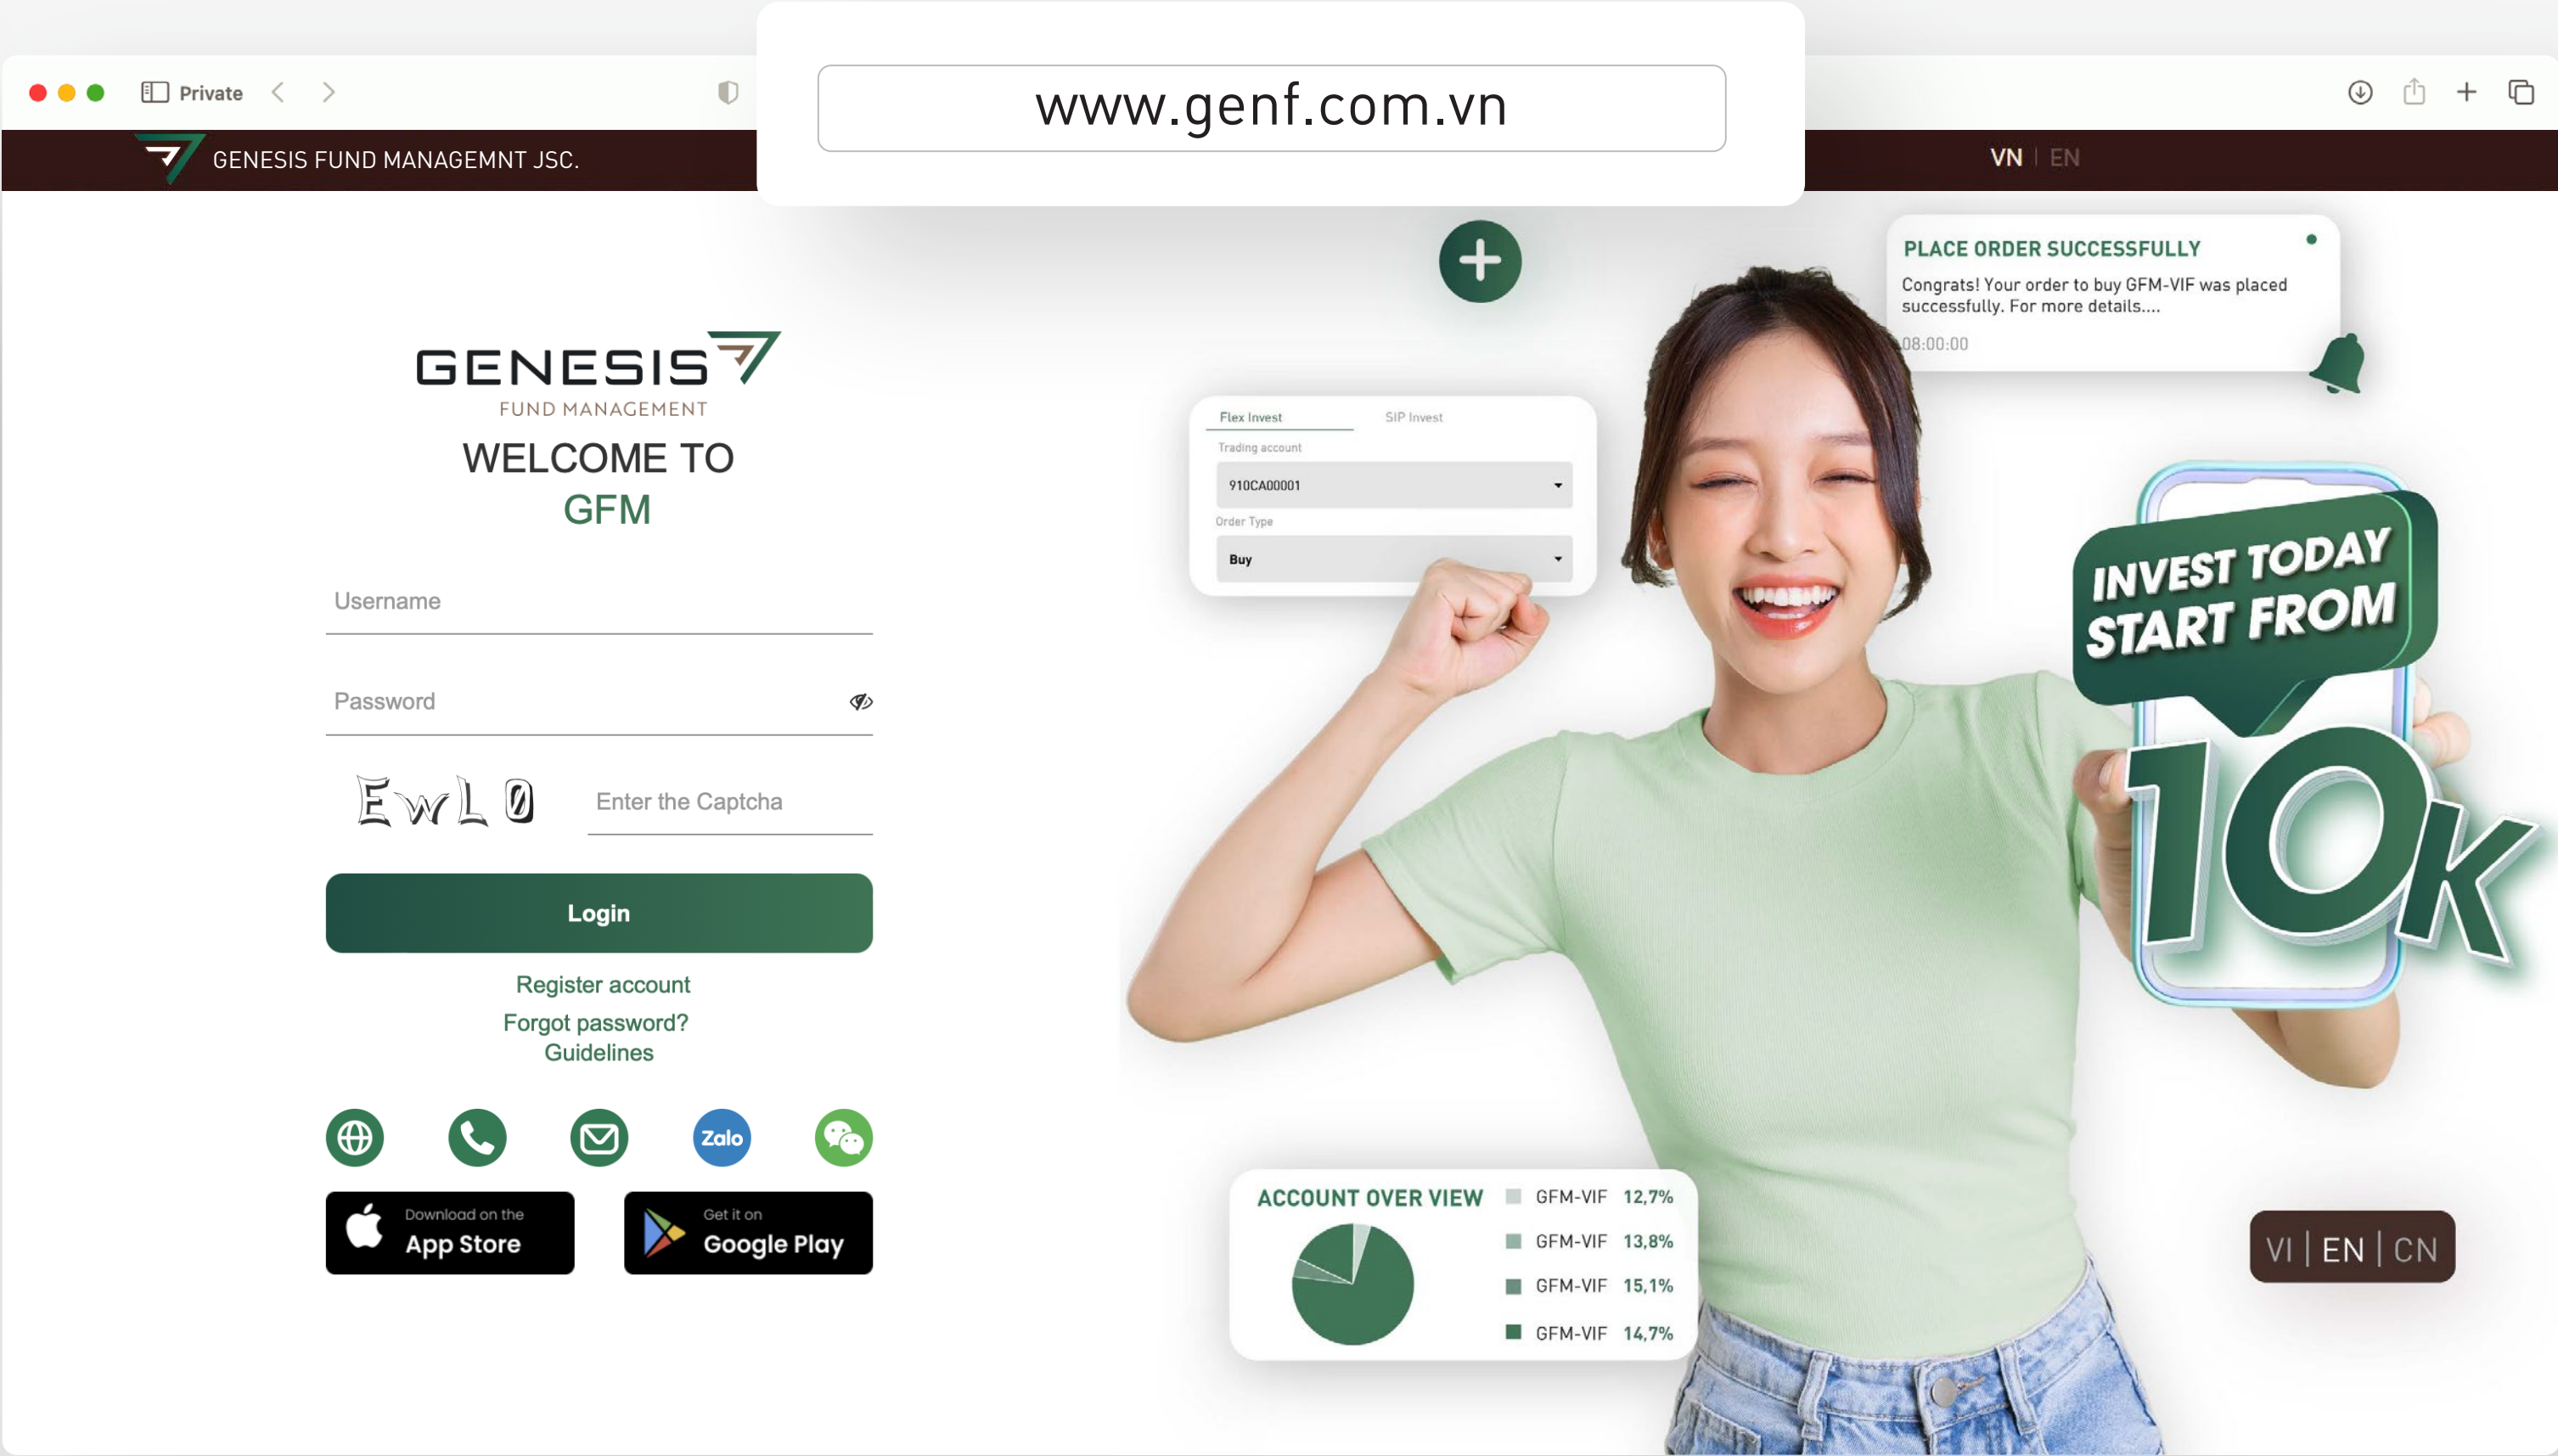 www.genf.com.vn
Private
GENESIS FUND MANAGEMNT JSC.
VN | EN
GENESIS
FUND MANAGEMENT
WELCOME TO
GFM
Username
Password
EwL0
Enter the Captcha
Login
Register account
Forgot password?
Guidelines
Zalo
Download on the
App Store
Get it on
Google Play
PLACE ORDER SUCCESSFULLY
Congrats! Your order to buy GFM-VIF was placed
successfully. For more details....
08:00:00
Flex Invest SIP Invest
Trading account
910CA00001
Order Type
Buy
INVEST TODAY
START FROM
10K
ACCOUNT OVER VIEW
GFM-VIF 12,7%
GFM-VIF 13,8%
GFM-VIF 15,1%
GFM-VIF 14,7%
VI | EN | CN